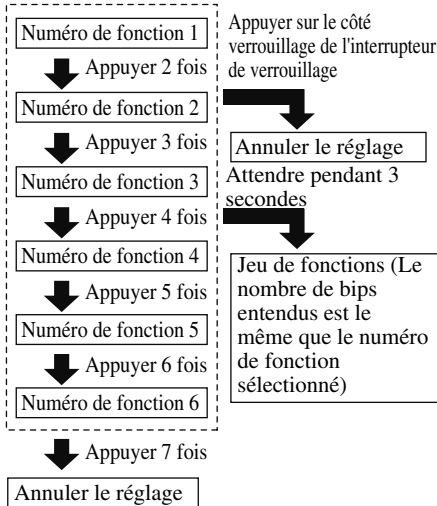 Numéro de fonction 1
Appuyer 2 fois
Numéro de fonction 2
Appuyer 3 fois
Numéro de fonction 3
Appuyer 4 fois
Numéro de fonction 4
Appuyer 5 fois
Numéro de fonction 5
Appuyer 6 fois
Numéro de fonction 6
Appuyer 7 fois
Annuler le réglage
Appuyer sur le côté
verrouillage de l'interrupteur
de verrouillage
Annuler le réglage
Attendre pendant 3
secondes
Jeu de fonctions (Le
nombre de bips
entendus est le
même que le numéro
de fonction
sélectionné)